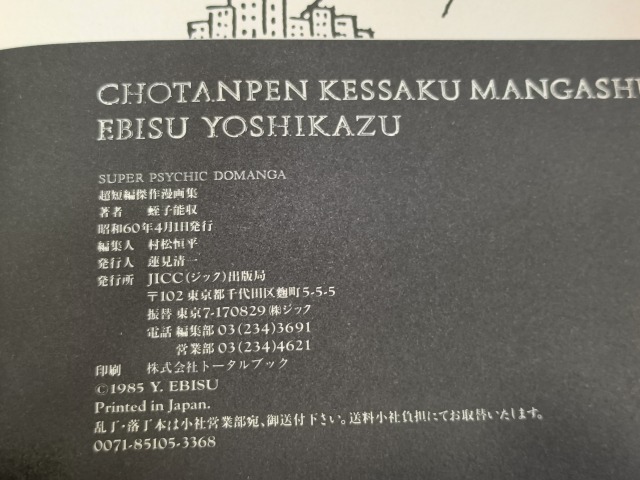 CHOTANPEN KESSAKU MANGASHU
EBISU YOSHIKAZU
SUPER PSYCHIC DOMANGA
超短編傑作漫画集
著者 蛭子能収
昭和60年4月1日発行
編集人 村松恒平
発行人 蓮見清一
発行所 JICC(ジック)出版局
〒102 東京都千代田区麹町5-5-5
振替 東京7-170829㈱ジック
電話 編集部 03(234)3691
営業部 03(234)4621
印刷 株式会社トータルブック
©1985 Y. EBISU
Printed in Japan.
乱丁・落丁本は小社営業部宛、御送付下さい。送料小社負担にてお取替いたします。
0071-85105-3368